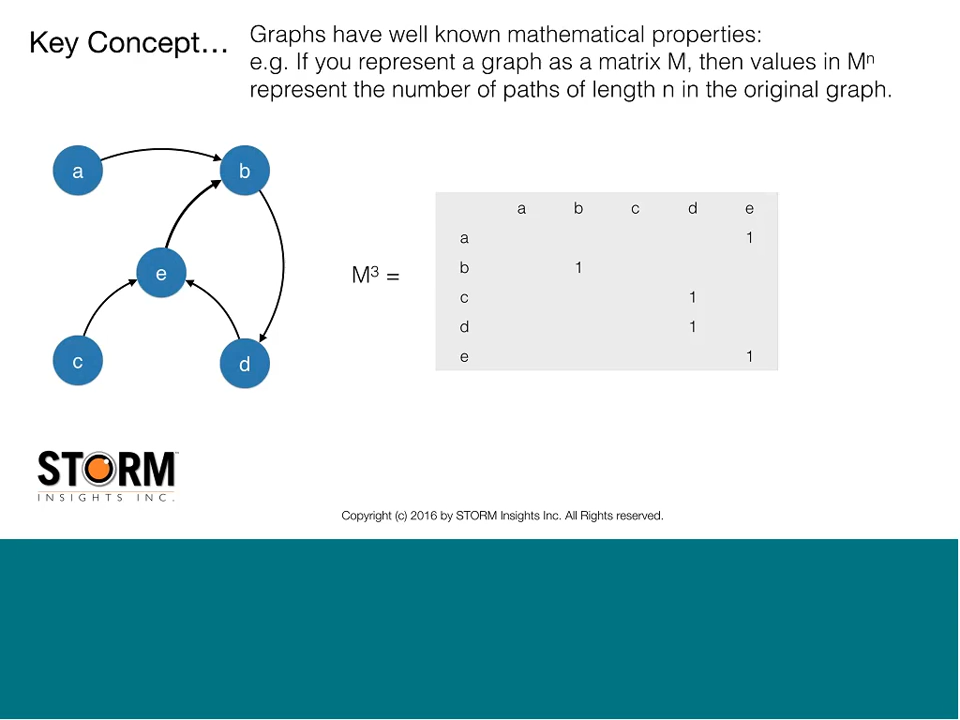 Key Concept...
Graphs have well known mathematical properties:
e.g. If you represent a graph as a matrix M, then values in Mⁿ
represent the number of paths of length n in the original graph.
a
b
e
c
d
M³ =
a b c d e
a 1
b 1
c 1
d 1
e 1
STORM
INSIGHTS INC.
Copyright (c) 2016 by STORM Insights Inc. All Rights reserved.